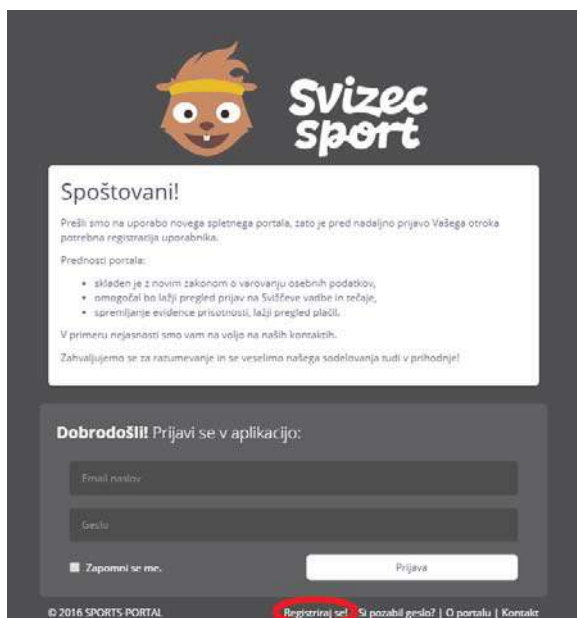 Svizec
sport
Spoštovani!
Prešli smo na uporabo novega spletnega portala, zato je pred nadaljno prijavo Vašega otroka
potrebna registracija uporabnika.
Prednosti portala:
• skladen je z novim zakonom o varovanju osebnih podatkov,
• omogočal bo lažji pregled prijav na Sviščeve vadbe in tečaje,
• spremljanje evidence prisotnosti, lažji pregled plačil.
V primeru nejasnosti smo vam na voljo na naših kontaktih.
Zahvaljujemo se za razumevanje in se veselimo našega sodelovanja tudi v prihodnje!
Dobrodošli! Prijavi se v aplikacijo:
Email naslov
Geslo
Zapomni se me.
Prijava
© 2016 SPORTS-PORTAL
Registriraj se! Si pozabil geslo? | O portalu | Kontakt